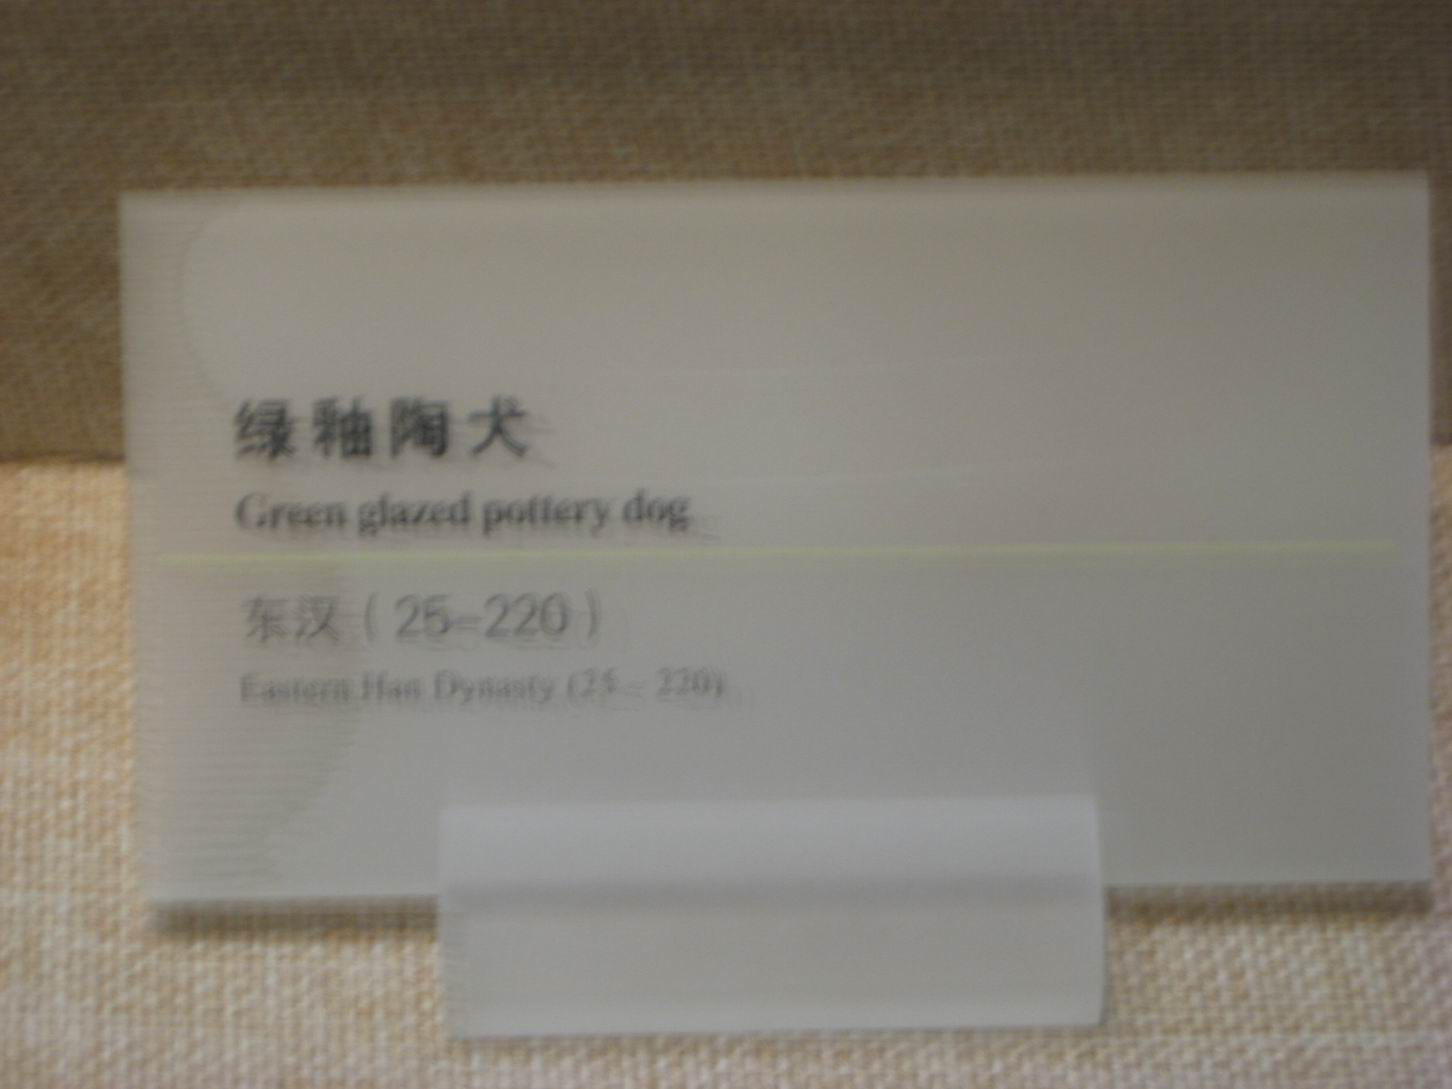 绿釉陶犬
Green glazed pottery dog
东汉（25-220）
Eastern Han Dynasty (25 - 220)